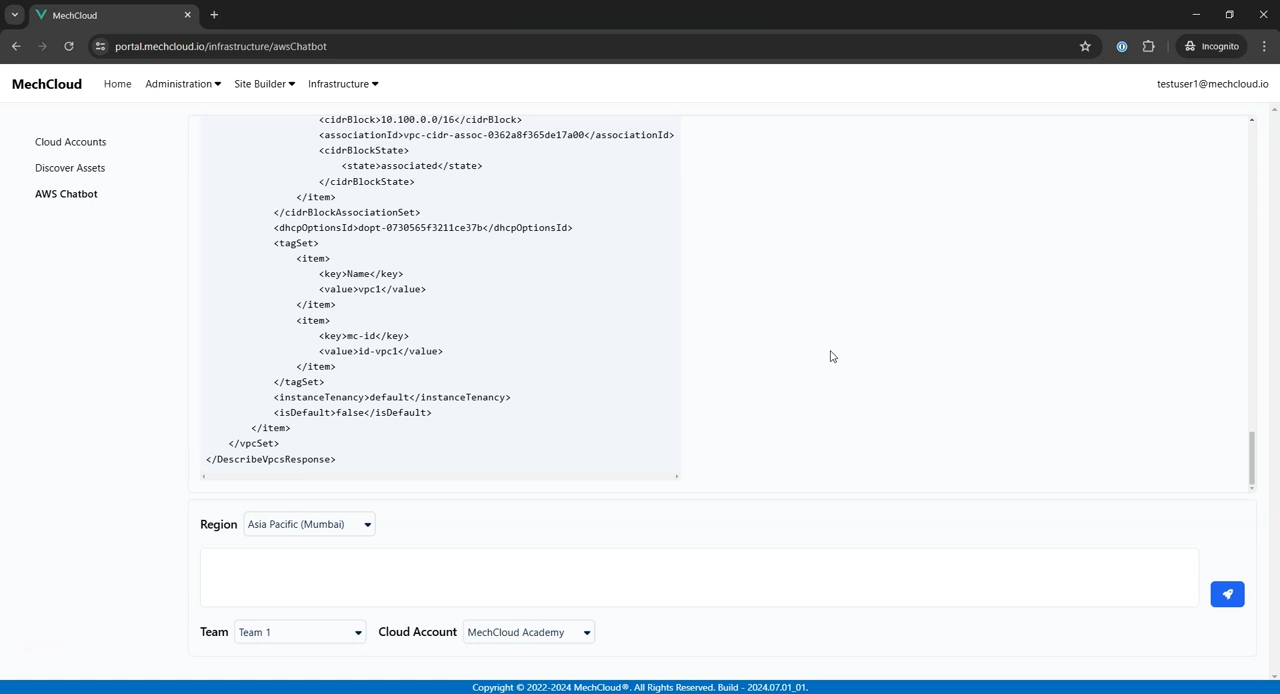 MechCloud
portal.mechcloud.io/infrastructure/awsChatbot
Incognito
MechCloud
Home
Administration
Site Builder
Infrastructure
testuser1@mechcloud.io
Cloud Accounts
Discover Assets
AWS Chatbot
<cidrBlock>10.100.0.0/16</cidrBlock>
<associationId>vpc-cidr-assoc-0362a8f365de17a00</associationId>
<cidrBlockState>
<state>associated</state>
</cidrBlockState>
</item>
</cidrBlockAssociationSet>
<dhcpOptionsId>dopt-0730565f3211ce37b</dhcpOptionsId>
<tagSet>
<item>
<key>Name</key>
<value>vpc1</value>
</item>
<item>
<key>mc-id</key>
<value>id-vpc1</value>
</item>
</tagSet>
<instanceTenancy>default</instanceTenancy>
<isDefault>false</isDefault>
</item>
</vpcSet>
</DescribeVpcsResponse>
Region
Asia Pacific (Mumbai)
Team
Team 1
Cloud Account
MechCloud Academy
Copyright © 2022-2024 MechCloud®. All Rights Reserved. Build - 2024.07.01_01.